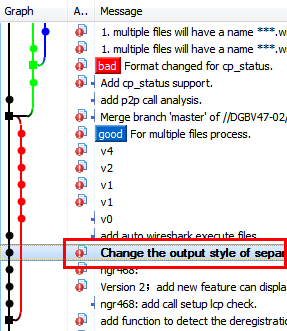 Graph A.. Message
1. multiple files will have a name ***.wi
1. multiple files will have a name ***.wi
bad Format changed for cp_status.
Add cp_status support.
add p2p call analysis.
Merge branch 'master' of //DGBV47-02/
good For multiple files process.
v4
v2
v1
v1
v0
add auto wireshark execute files
Change the output style of separ
ngr468:
Version 2；add new feature can displa
ngr468: add call setup lcp check.
add function to detect the deregistratio